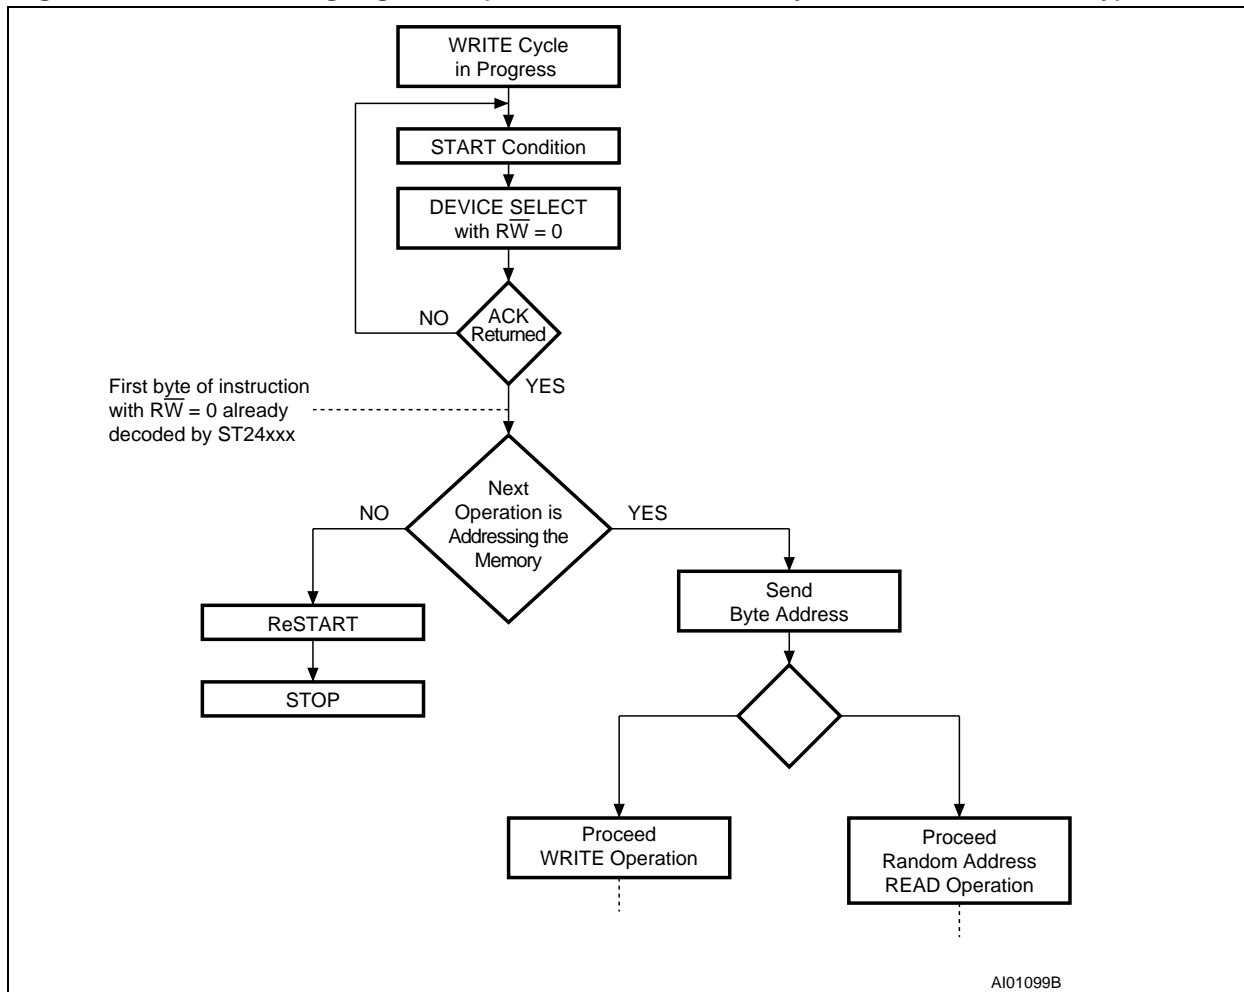 WRITE Cycle
in Progress
START Condition
DEVICE SELECT
with RW̅ = 0
ACK
Returned
NO
YES
First byte of instruction
with RW̅ = 0 already
decoded by ST24xxx
Next
Operation is
Addressing the
Memory
NO
YES
Send
Byte Address
ReSTART
STOP
Proceed
WRITE Operation
Proceed
Random Address
READ Operation
AI01099B